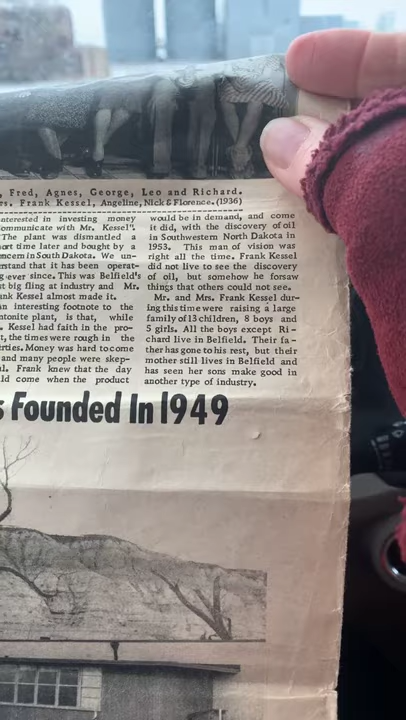 , Fred, Agnes, George, Leo and Richard.
rs. Frank Kessel, Angeline, Nick & Florence. (1936)
interested in investing money
ommunicate with Mr. Kessel".
The plant was dismantled a
ort time later and bought by a
ncern in South Dakota. We un-
rstand that it has been operat-
g ever since. This was Belfield's
st big fling at industry and Mr.
ank Kessel almost made it.
An interesting footnote to the
ntonite plant, is that, while
. Kessel had faith in the pro-
t, the times were rough in the
rties. Money was hard to come
and many people were skep-
al. Frank knew that the day
ld come when the product
would be in demand, and come
it did, with the discovery of oil
in Southwestern North Dakota in
1953. This man of vision was
right all the time. Frank Kessel
did not live to see the discovery
of oil, but somehow he forsaw
things that others could not see.
Mr. and Mrs. Frank Kessel dur-
ing this time were raising a large
family of 13 children, 8 boys and
5 girls. All the boys except Ri-
chard live in Belfield. Their fa-
ther has gone to his rest, but their
mother still lives in Belfield and
has seen her sons make good in
another type of industry.
s Founded In 1949